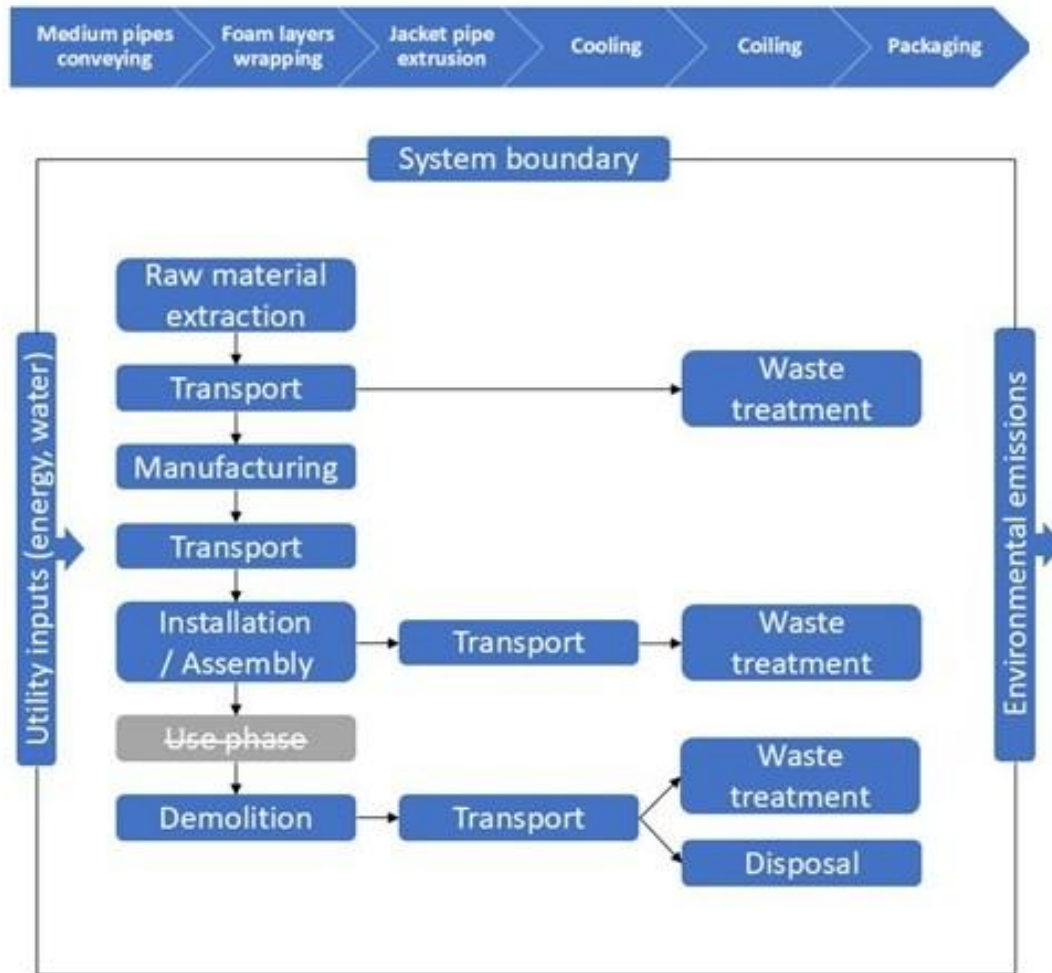 Medium pipes
conveying
Foam layers
wrapping
Jacket pipe
extrusion
Cooling
Coiling
Packaging
System boundary
Utility inputs (energy, water)
Environmental emissions
Raw material
extraction
Transport
Waste
treatment
Manufacturing
Transport
Installation
/ Assembly
Transport
Waste
treatment
Use phase
Demolition
Transport
Waste
treatment
Disposal